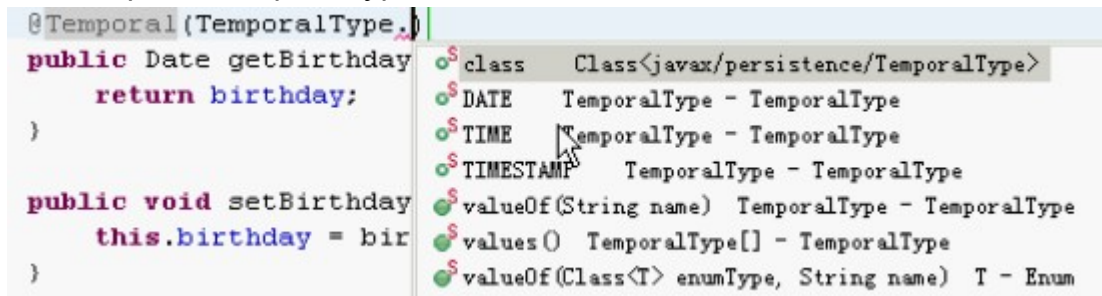 @Temporal(TemporalType.)
public Date getBirthday
return birthday;
}
public void setBirthday
this.birthday = bir
}
class Class<javax/persistence/TemporalType>
DATE TemporalType - TemporalType
TIME TemporalType - TemporalType
TIMESTAMP TemporalType - TemporalType
valueOf(String name) TemporalType - TemporalType
values() TemporalType[] - TemporalType
valueOf(Class<T> enumType, String name) T - Enum